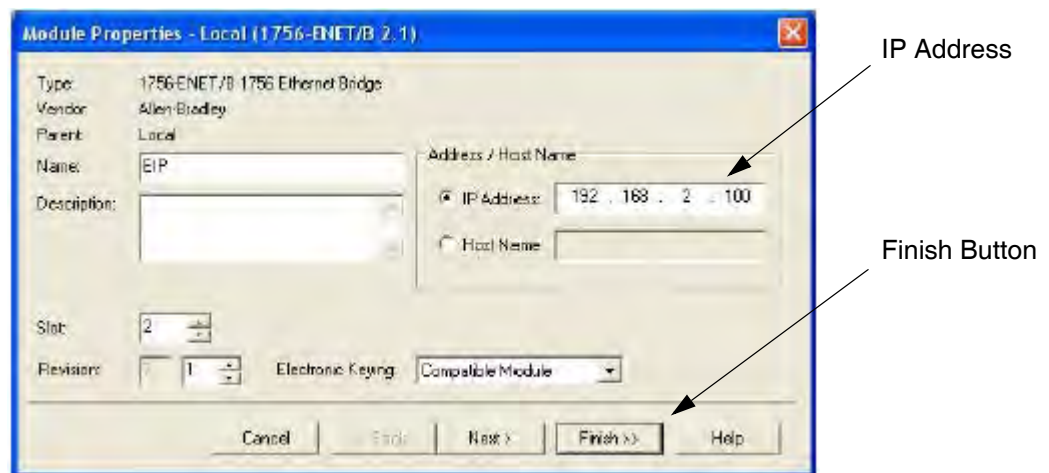 Module Properties - Local (1756-ENET/B 2.1)
IP Address
Type: 1756-ENET/B 1756 Ethernet Bridge
Vendor: Allen-Bradley
Parent: Local
Name: EIP
Address / Host Name
Description:
IP Address: 192 . 168 . 2 . 100
Host Name
Finish Button
Slot: 2
Revision: 1
Electronic Keying: Compatible Module
Cancel
Back
Next >
Finish >>
Help